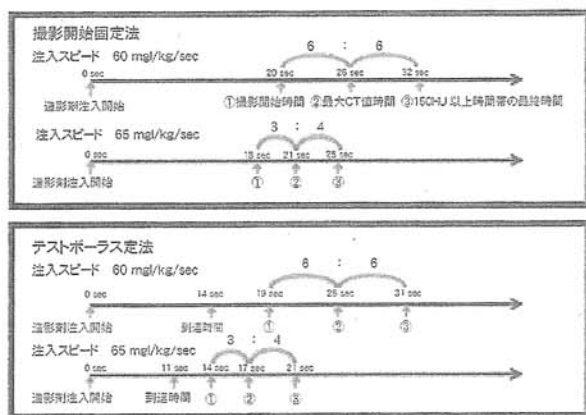 撮影開始固定法
注入スピード 60 mgI/kg/sec
6 : 6
0 sec 20 sec 26 sec 32 sec
造影剤注入開始 ①撮影開始時間 ②最大CT値時間 ③150HU以上時間帯の最終時間
注入スピード 65 mgI/kg/sec
3 : 4
0 sec 18 sec 21 sec 25 sec
造影剤注入開始 ① ② ③
テストボーラス定法
注入スピード 60 mgI/kg/sec
6 : 6
0 sec 14 sec 19 sec 25 sec 31 sec
造影剤注入開始 到達時間 ① ② ③
注入スピード 65 mgI/kg/sec
3 : 4
0 sec 11 sec 14 sec 17 sec 21 sec
造影剤注入開始 到達時間 ① ② ③